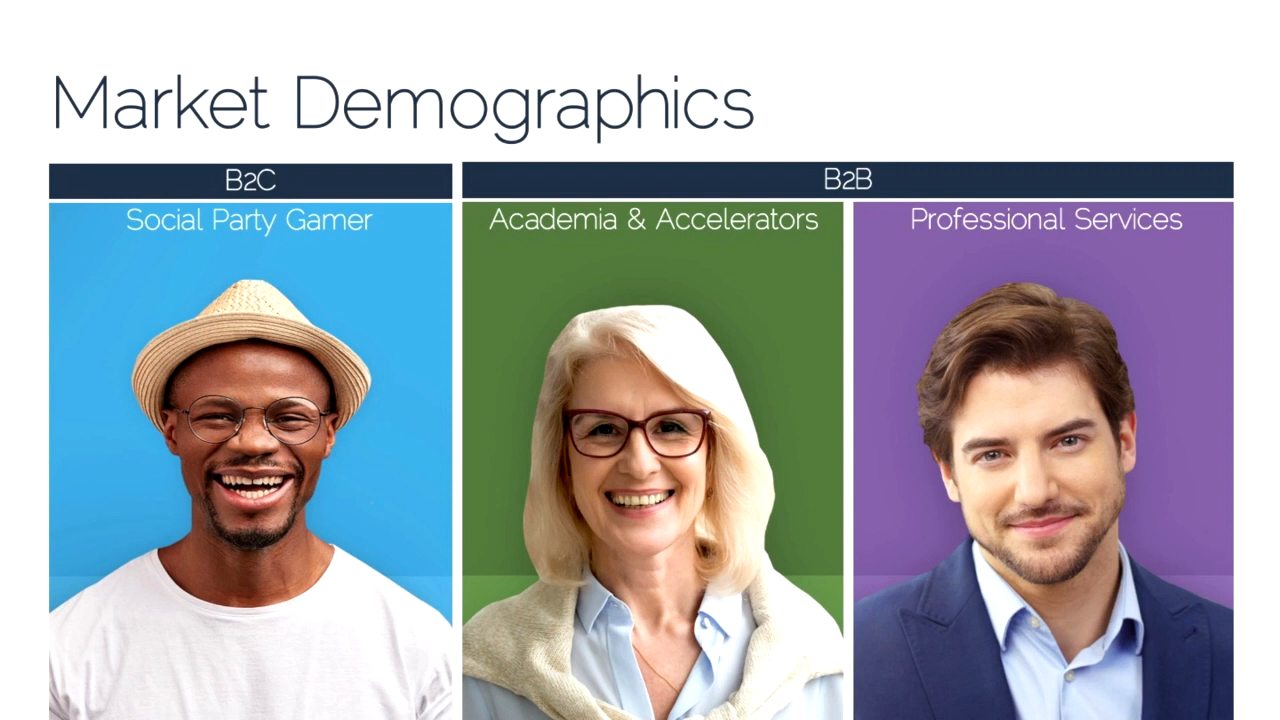 Market Demographics
B2C
B2B
Social Party Gamer
Academia & Accelerators
Professional Services